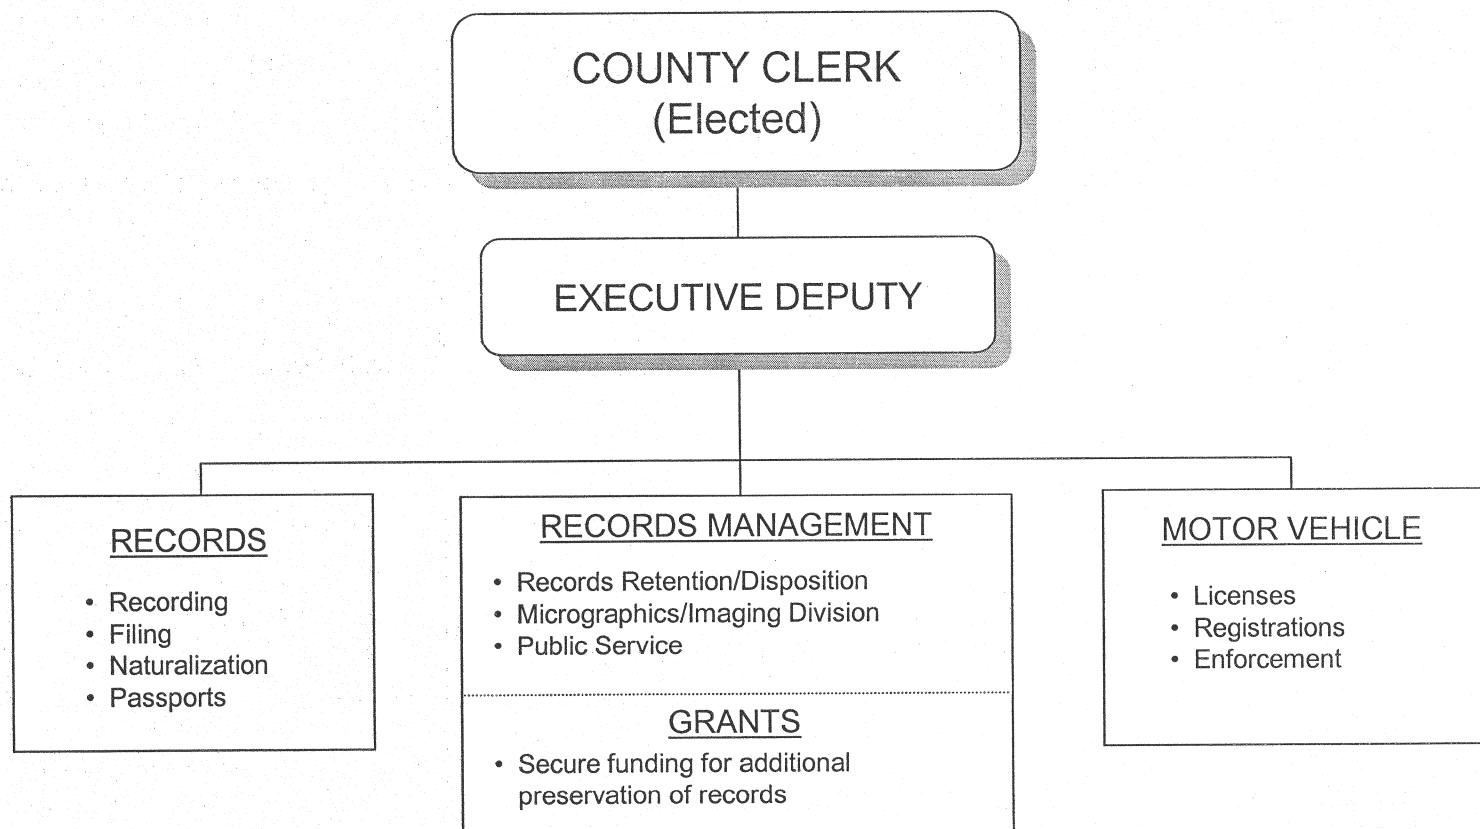 COUNTY CLERK
(Elected)
EXECUTIVE DEPUTY
RECORDS
• Recording
• Filing
• Naturalization
• Passports
RECORDS MANAGEMENT
• Records Retention/Disposition
• Micrographics/Imaging Division
• Public Service
GRANTS
• Secure funding for additional
preservation of records
MOTOR VEHICLE
• Licenses
• Registrations
• Enforcement